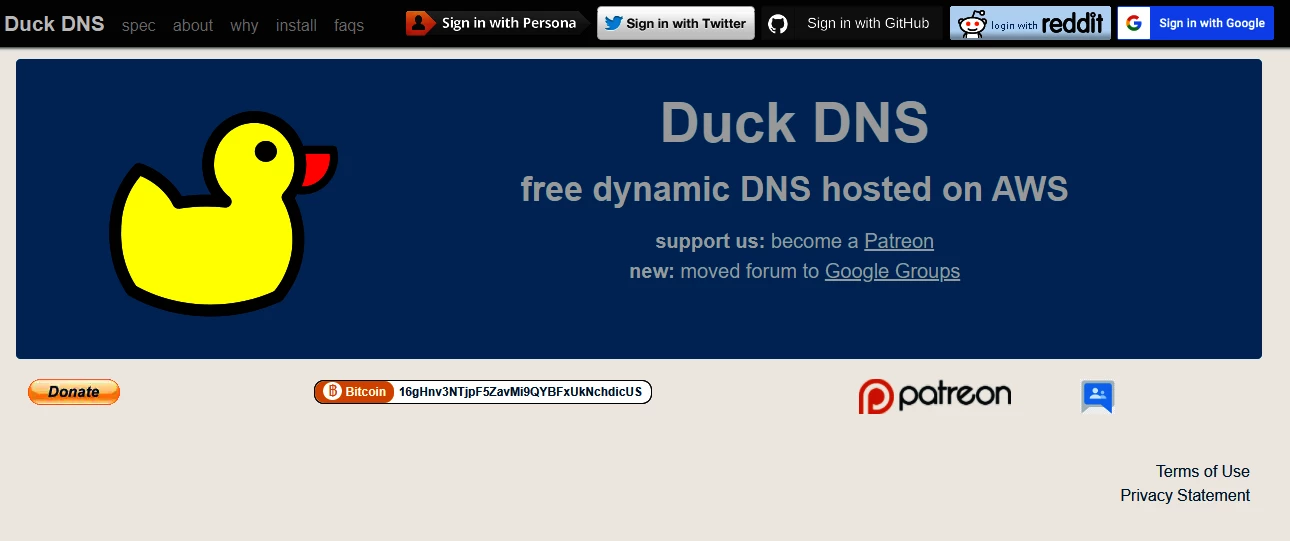 Duck DNS spec about why install faqs Sign in with Persona Sign in with Twitter Sign in with GitHub login with reddit Sign in with Google
Duck DNS
free dynamic DNS hosted on AWS
support us: become a Patreon
new: moved forum to Google Groups
Donate Bitcoin 16gHnv3NTjpF5ZavMi9QYBFxUkNchdicUS patreon
Terms of Use
Privacy Statement